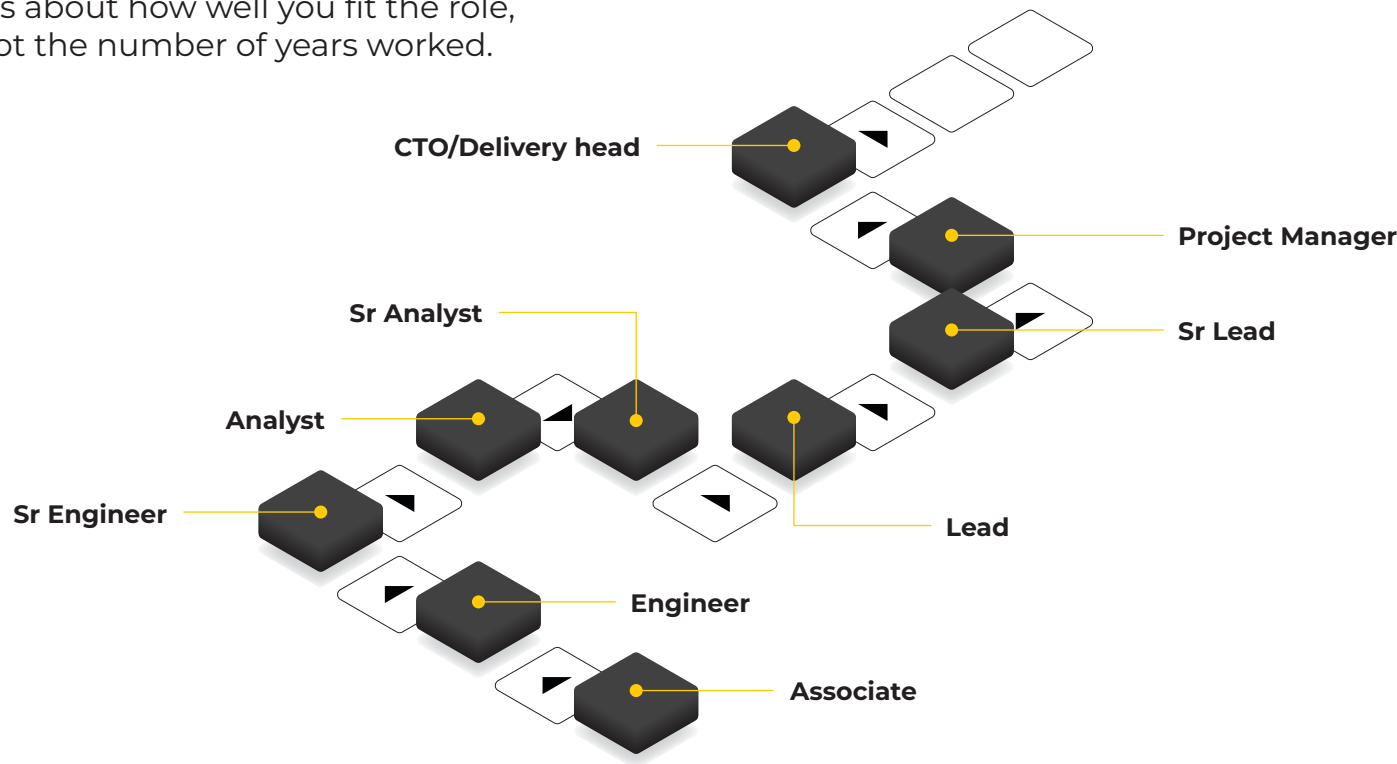 about how well you fit the role,
the number of years worked.
CTO/Delivery head
Project Manager
Sr Analyst
Sr Lead
Analyst
Sr Engineer
Lead
Engineer
Associate